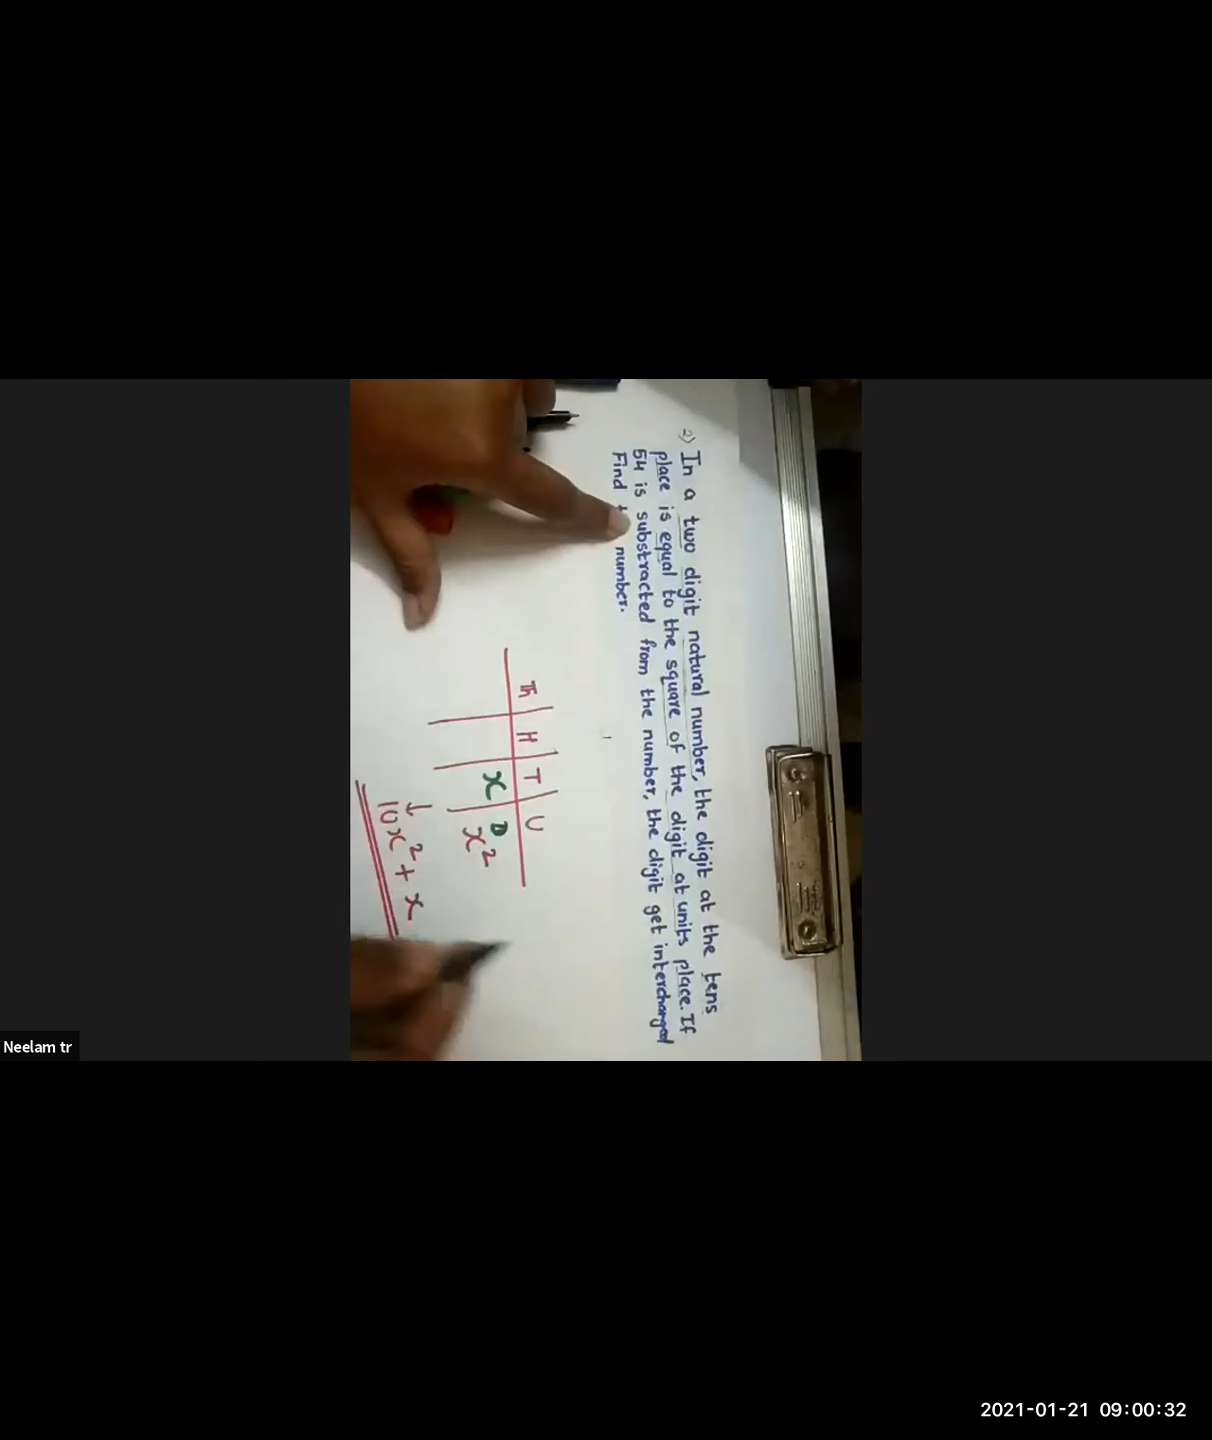 2) In a two digit natural number, the digit at the tens
place is equal to the square of the digit at units place. If
54 is substracted from the number, the digit get interchanged
Find number.
Th H T U
x x²
D
↓
10x² + x
Neelam tr
2021-01-21 09:00:32